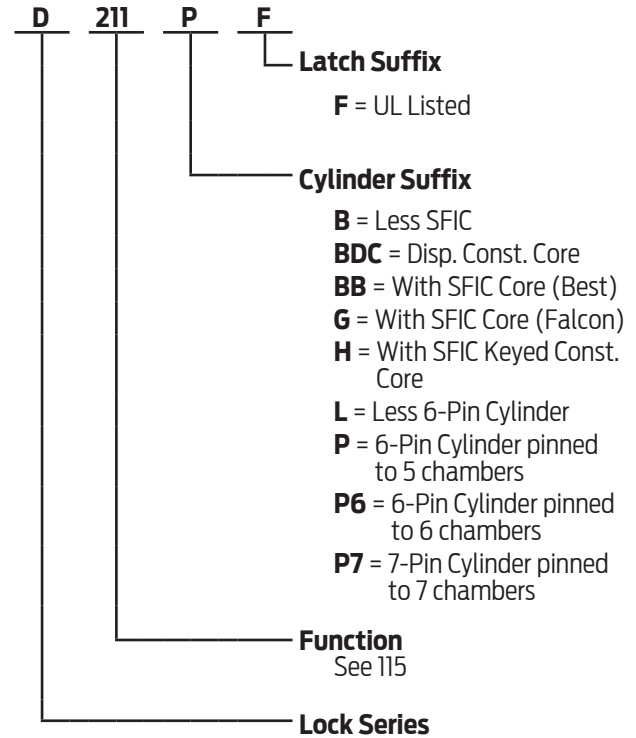 D 211 P F
Latch Suffix
F = UL Listed
Cylinder Suffix
B = Less SFIC
BDC = Disp. Const. Core
BB = With SFIC Core (Best)
G = With SFIC Core (Falcon)
H = With SFIC Keyed Const.
Core
L = Less 6-Pin Cylinder
P = 6-Pin Cylinder pinned
to 5 chambers
P6 = 6-Pin Cylinder pinned
to 6 chambers
P7 = 7-Pin Cylinder pinned
to 7 chambers
Function
See 115
Lock Series